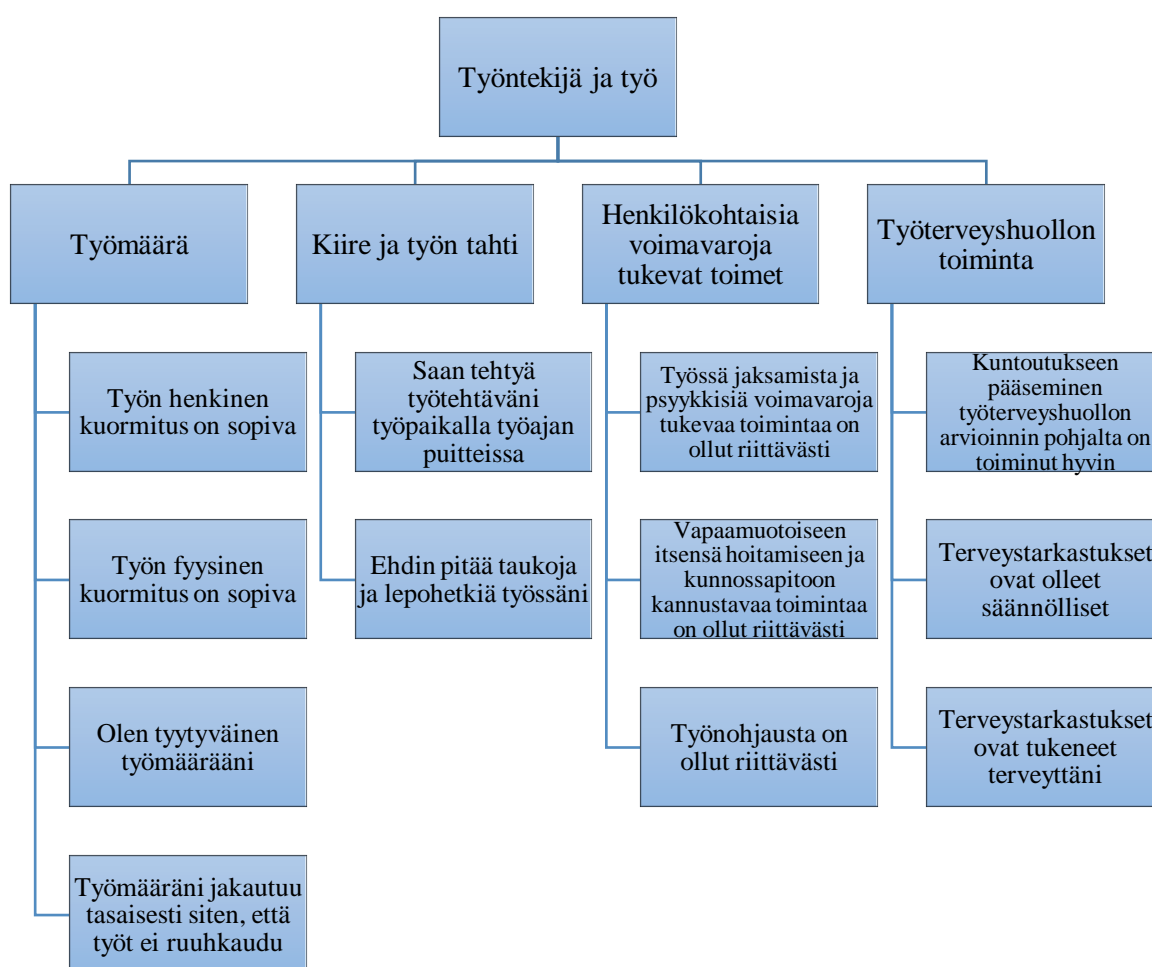 Työntekijä ja työ
Työmäärä
Työn henkinen
kuormitus on sopiva
Työn fyysinen
kuormitus on sopiva
Olen tyytyväinen
työmäärääni
Työmääräni jakautuu
tasaisesti siten, että
työt ei ruuhkaudu
Kiire ja työn tahti
Saan tehtyä
työtehtäväni
työpaikalla työajan
puitteissa
Ehdin pitää taukoja
ja lepohetkiä työssäni
Henkilökohtaisia
voimavaroja
tukevat toimet
Työssä jaksamista ja
psyykkisiä voimavaroja
tukevaa toimintaa on
ollut riittävästi
Vapaamuotoiseen
itsensä hoitamiseen ja
kunnossapitoon
kannustavaa toimintaa
on ollut riittävästi
Työnohjausta on
ollut riittävästi
Työterveyshuollon
toiminta
Kuntoutukseen
pääseminen
työterveyshuollon
arvioinnin pohjalta on
toiminut hyvin
Terveystarkastukset
ovat olleet
säännölliset
Terveystarkastukset
ovat tukeneet
terveyttäni